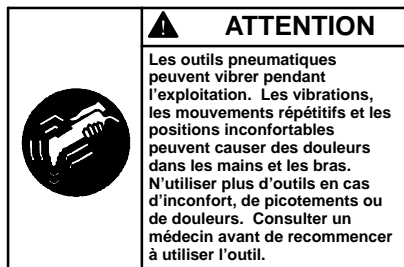 ATTENTION
Les outils pneumatiques
peuvent vibrer pendant
l'exploitation. Les vibrations,
les mouvements répétitifs et les
positions inconfortables
peuvent causer des douleurs
dans les mains et les bras.
N'utiliser plus d'outils en cas
d'inconfort, de picotements ou
de douleurs. Consulter un
médecin avant de recommencer
à utiliser l'outil.